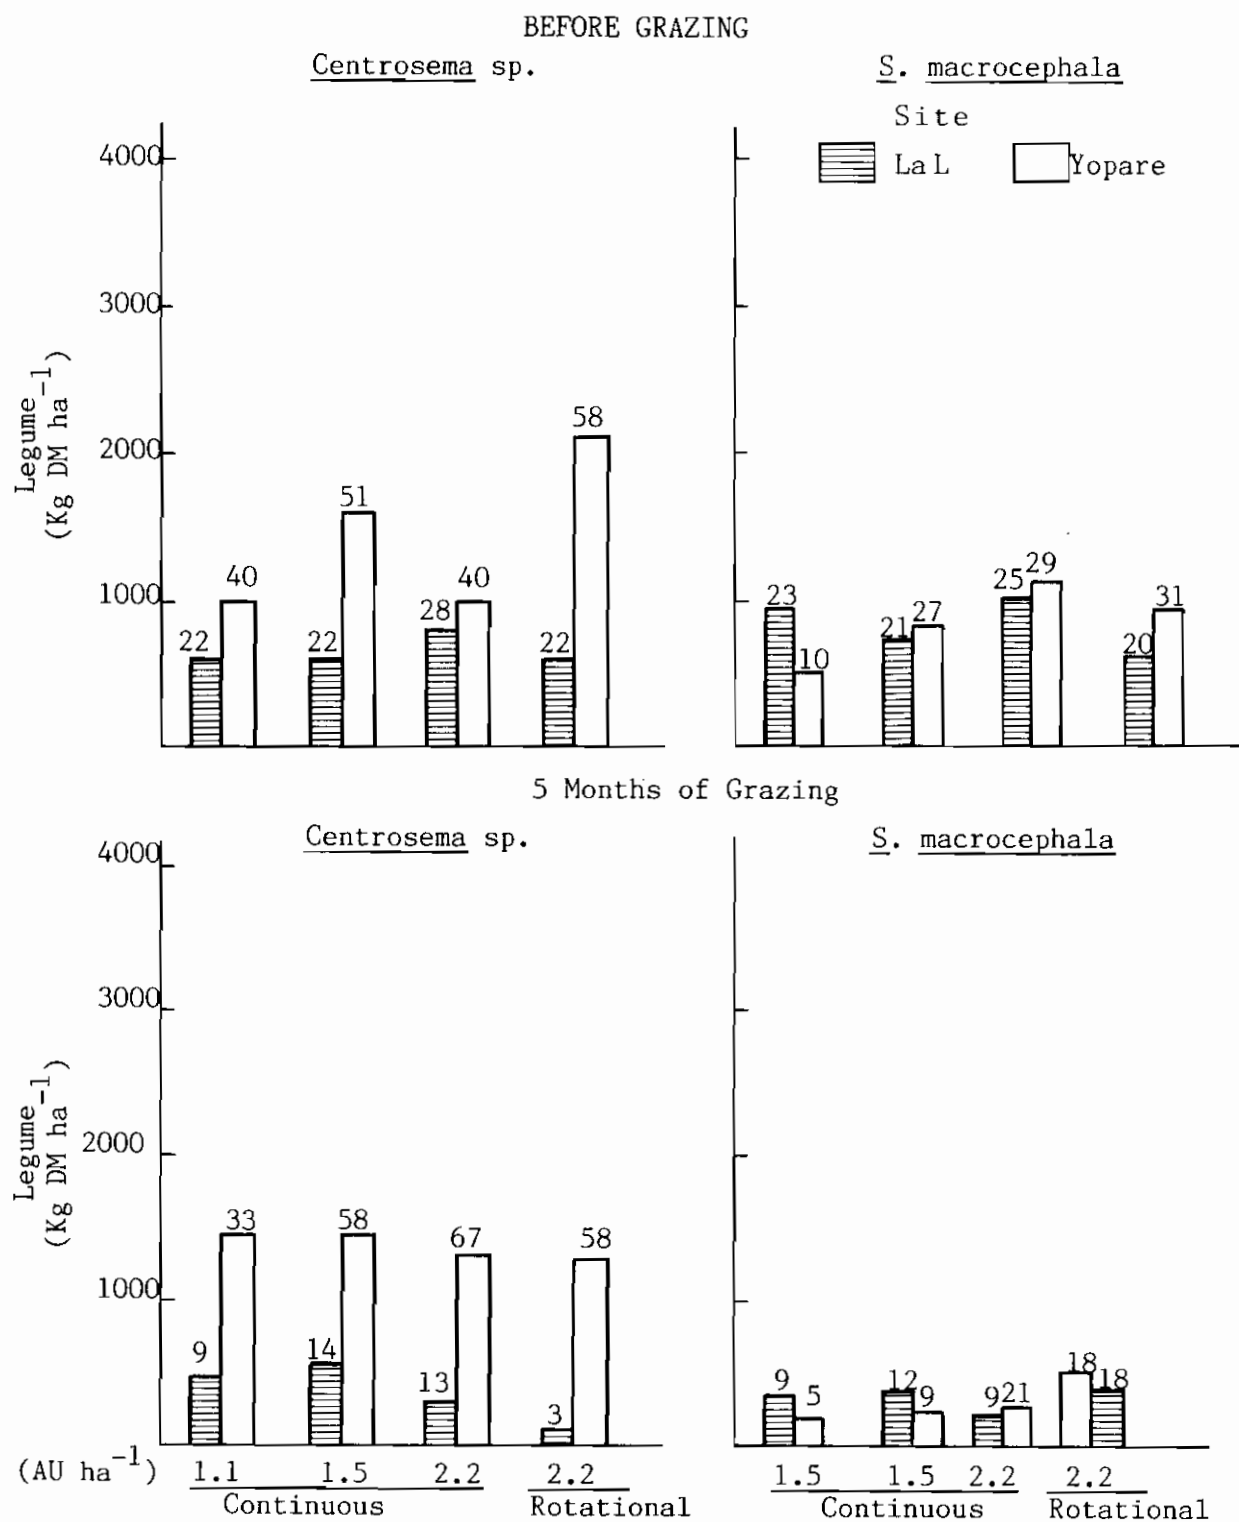 BEFORE GRAZING
Centrosema sp.
S. macrocephala
Site
LaL
Yopare
4000
3000
2000
1000
Legume
(Kg DM ha⁻¹)
22
40
22
51
28
40
22
58
23
10
21
27
25
29
20
31
5 Months of Grazing
Centrosema sp.
S. macrocephala
4000
3000
2000
1000
Legume
(Kg DM ha⁻¹)
9
33
14
58
13
67
3
58
9
5
12
9
9
21
18
18
(AU ha⁻¹)
1.1 1.5 2.2 2.2
Continuous Rotational
1.5 1.5 2.2 2.2
Continuous Rotational